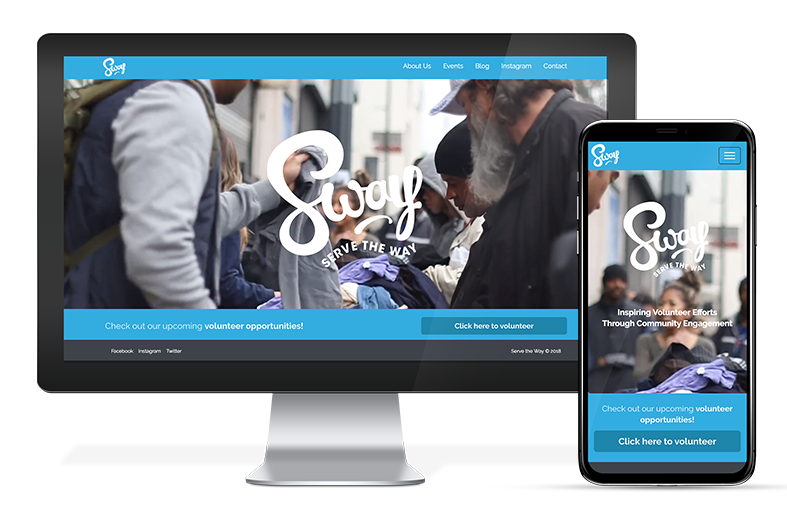 Sway
About Us Events Blog Instagram Contact
Sway
SERVE THE WAY
Check out our upcoming volunteer opportunities!
Click here to volunteer
Facebook Instagram Twitter
Serve the Way © 2018
Sway
Sway
SERVE THE WAY
Inspiring Volunteer Efforts
Through Community Engagement
Check out our upcoming volunteer
opportunities!
Click here to volunteer